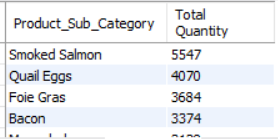 Product_Sub_Category Total Quantity
Smoked Salmon 5547
Quail Eggs 4070
Foie Gras 3684
Bacon 3374